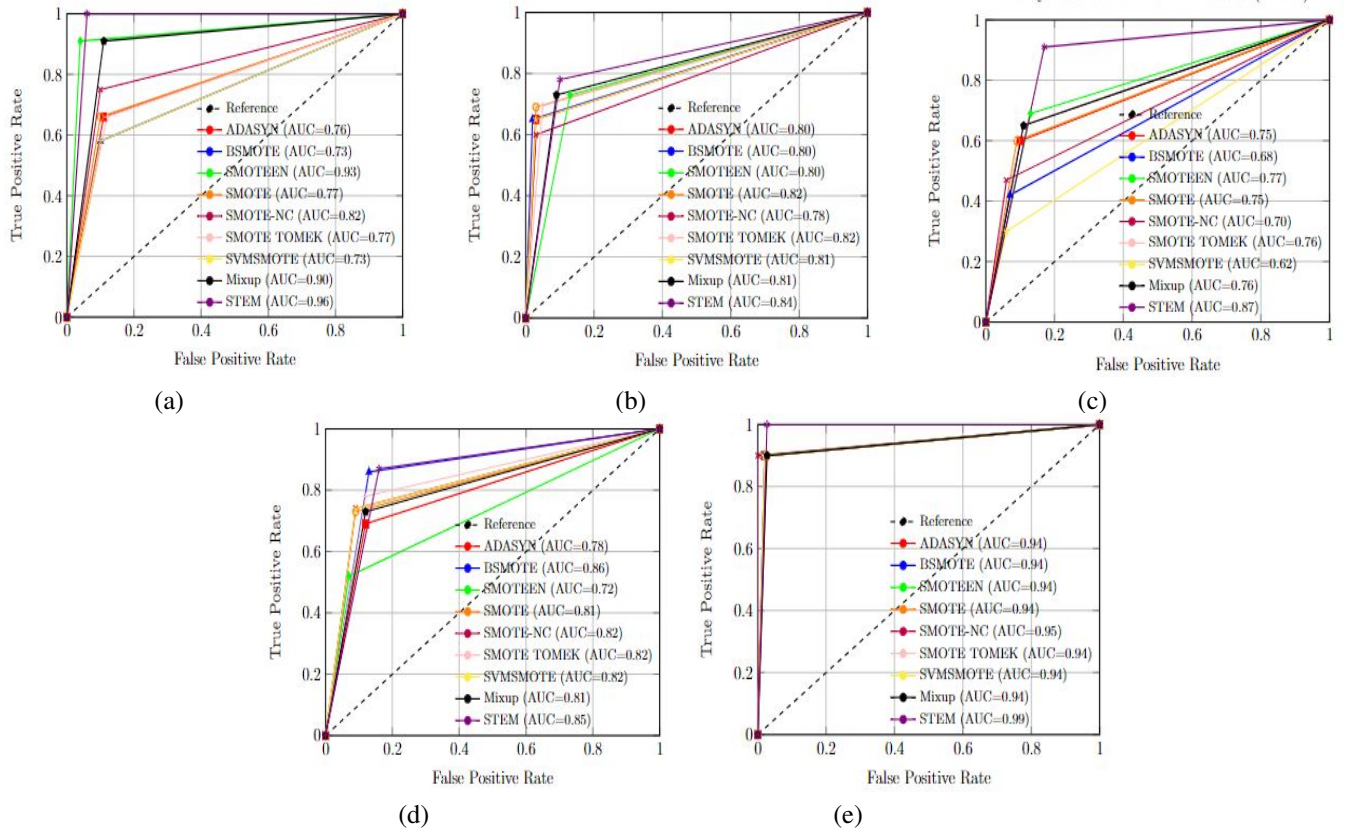 True Positive Rate
1
0.8
0.6
0.4
0.2
0
0
0.2
0.4
0.6
0.8
1
False Positive Rate
Reference
ADASYN (AUC=0.76)
BSMOTE (AUC=0.73)
SMOTEEN (AUC=0.93)
SMOTE (AUC=0.77)
SMOTE-NC (AUC=0.82)
SMOTE TOMEK (AUC=0.77)
SVMSMOTE (AUC=0.73)
Mixup (AUC=0.90)
STEM (AUC=0.96)
(a)
True Positive Rate
1
0.8
0.6
0.4
0.2
0
0
0.2
0.4
0.6
0.8
1
False Positive Rate
Reference
ADASYN (AUC=0.80)
BSMOTE (AUC=0.80)
SMOTEEN (AUC=0.80)
SMOTE (AUC=0.82)
SMOTE-NC (AUC=0.78)
SMOTE TOMEK (AUC=0.82)
SVMSMOTE (AUC=0.81)
Mixup (AUC=0.81)
STEM (AUC=0.84)
(b)
True Positive Rate
1
0.8
0.6
0.4
0.2
0
0
0.2
0.4
0.6
0.8
1
False Positive Rate
Reference
ADASYN (AUC=0.75)
BSMOTE (AUC=0.68)
SMOTEEN (AUC=0.77)
SMOTE (AUC=0.75)
SMOTE-NC (AUC=0.70)
SMOTE TOMEK (AUC=0.76)
SVMSMOTE (AUC=0.62)
Mixup (AUC=0.76)
STEM (AUC=0.87)
(c)
True Positive Rate
1
0.8
0.6
0.4
0.2
0
0
0.2
0.4
0.6
0.8
1
False Positive Rate
Reference
ADASYN (AUC=0.78)
BSMOTE (AUC=0.86)
SMOTEEN (AUC=0.72)
SMOTE (AUC=0.81)
SMOTE-NC (AUC=0.82)
SMOTE TOMEK (AUC=0.82)
SVMSMOTE (AUC=0.82)
Mixup (AUC=0.81)
STEM (AUC=0.85)
(d)
True Positive Rate
1
0.8
0.6
0.4
0.2
0
0
0.2
0.4
0.6
0.8
1
False Positive Rate
Reference
ADASYN (AUC=0.94)
BSMOTE (AUC=0.94)
SMOTEEN (AUC=0.94)
SMOTE (AUC=0.94)
SMOTE-NC (AUC=0.95)
SMOTE TOMEK (AUC=0.94)
SVMSMOTE (AUC=0.94)
Mixup (AUC=0.94)
STEM (AUC=0.99)
(e)